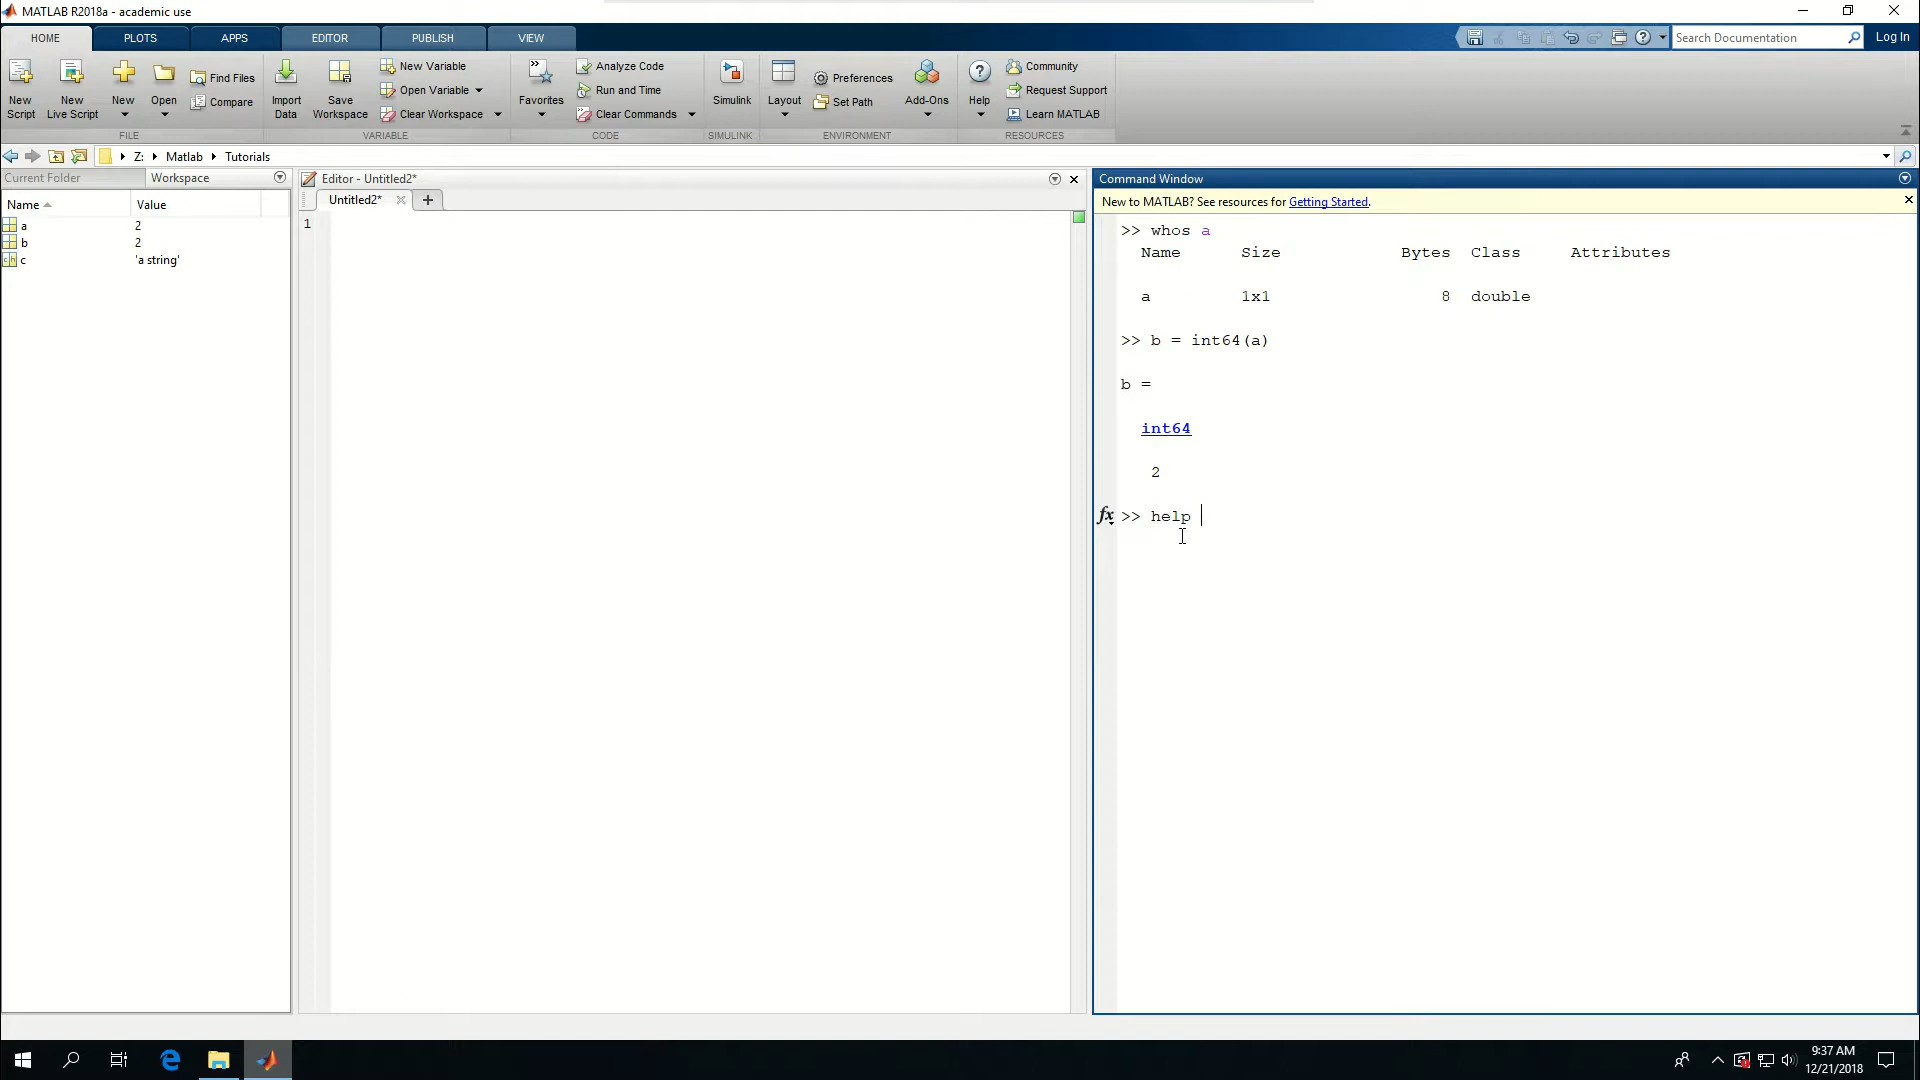 MATLAB R2018a - academic use
HOME PLOTS APPS EDITOR PUBLISH VIEW Search Documentation Log In
New Script
New Live Script
New
Open
Find Files
Compare
FILE
Import Data
Save Workspace
New Variable
Open Variable
Clear Workspace
VARIABLE
Favorites
Analyze Code
Run and Time
Clear Commands
CODE
Simulink
SIMULINK
Layout
Preferences
Set Path
Add-Ons
ENVIRONMENT
Help
Community
Request Support
Learn MATLAB
RESOURCES
Z: Matlab Tutorials
Current Folder Workspace
Name Value
a 2
b 2
c 'a string'
Editor - Untitled2*
Untitled2* +
1
Command Window
New to MATLAB? See resources for Getting Started.
>> whos a
Name Size Bytes Class Attributes
a 1x1 8 double
>> b = int64(a)
b =
int64
2
fx >> help
9:37 AM
12/21/2018